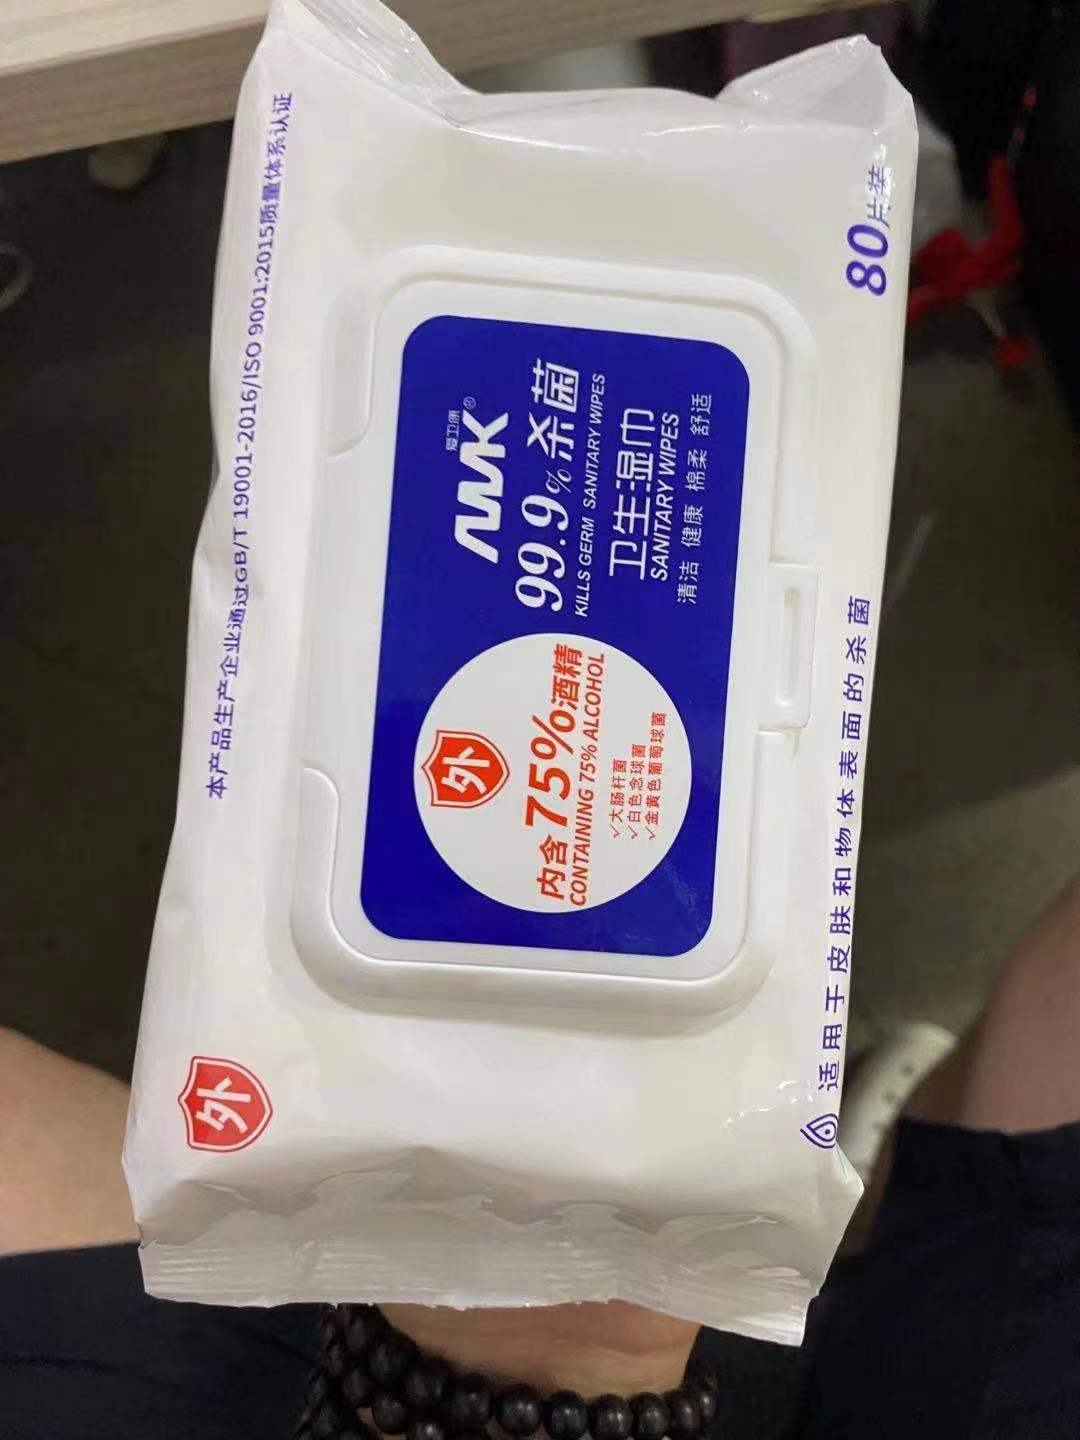 本产品生产企业通过GB/T 19001-2016/ISO 9001:2015质量体系认证
外
爱卫康
AWK®
99.9%杀菌
KILLS GERM SANITARY WIPES
卫生湿巾
SANITARY WIPES
清洁 健康 棉柔 舒适
外
内含75%酒精
CONTAINING 75% ALCOHOL
✓大肠杆菌
✓白色念球菌
✓金黄色葡萄球菌
适用于皮肤和物体表面的杀菌
80片装